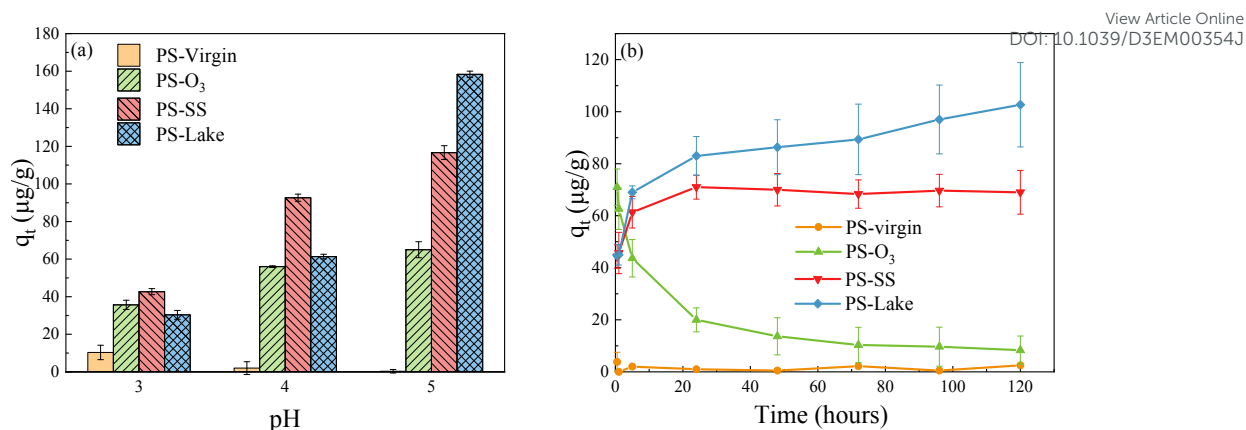 View Article Online
DOI: 10.1039/D3EM00354J
(a)
PS-Virgin
PS-O₃
PS-SS
PS-Lake
180
160
140
120
100
80
60
40
20
0
qₜ (μg/g)
3 4 5
pH
(b)
120
100
80
60
40
20
0
qₜ (μg/g)
PS-virgin
PS-O₃
PS-SS
PS-Lake
0 20 40 60 80 100 120
Time (hours)